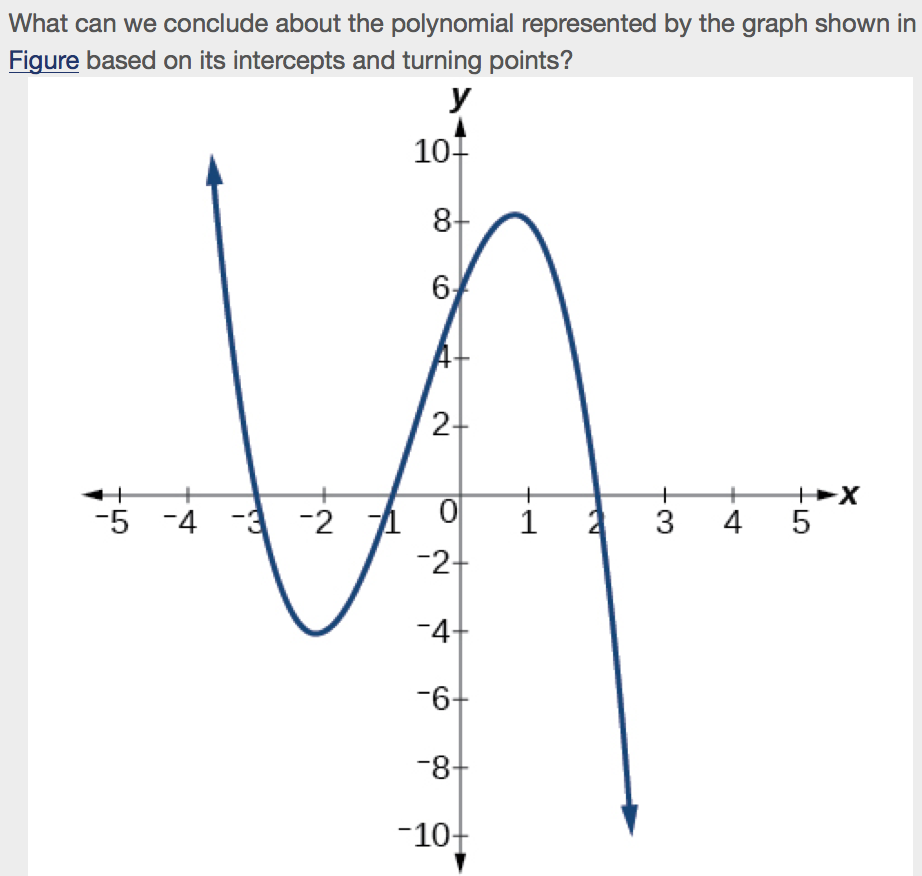 What can we conclude about the polynomial represented by the graph shown in
Figure based on its intercepts and turning points?
y
10
8
6
4
2
-5 -4 -3 -2 -1 0 1 2 3 4 5 x
-2
-4
-6
-8
-10